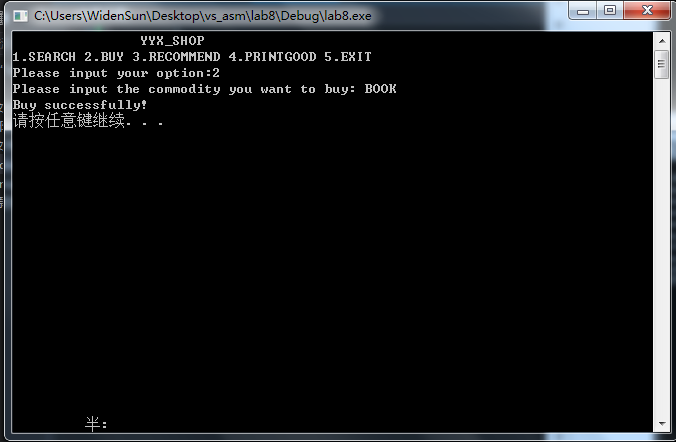 C:\Users\WidenSun\Desktop\vs_asm\lab8\Debug\lab8.exe
YYX_SHOP
1.SEARCH 2.BUY 3.RECOMMEND 4.PRINTGOOD 5.EXIT
Please input your option:2
Please input the commodity you want to buy: BOOK
Buy successfully!
请按任意键继续. . .
半: